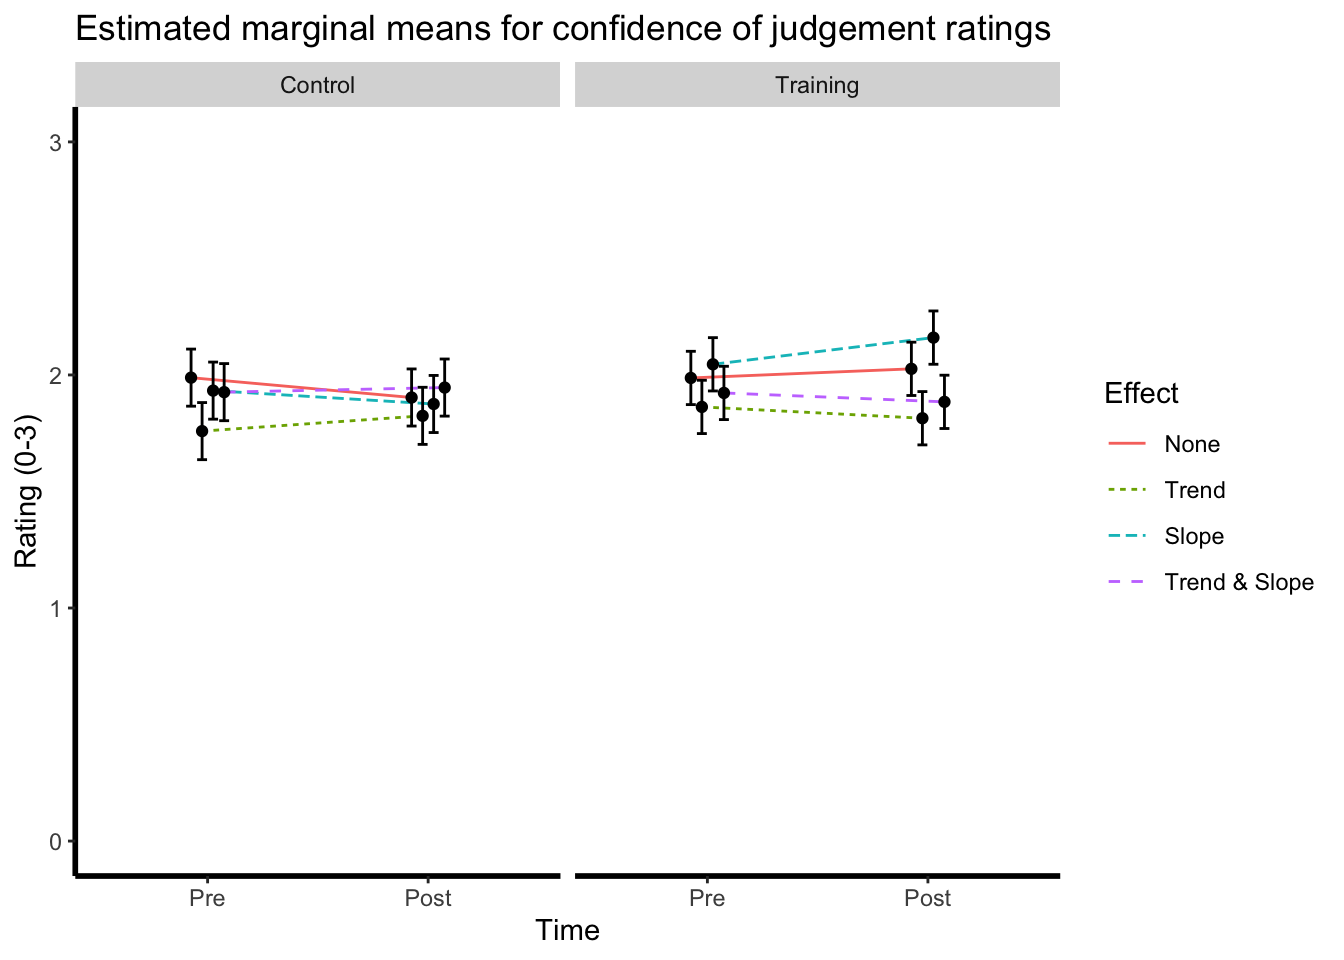 Estimated marginal means for confidence of judgement ratings
Control
Training
3
2
1
0
Rating (0-3)
Pre
Post
Pre
Post
Time
Effect
None
Trend
Slope
Trend & Slope